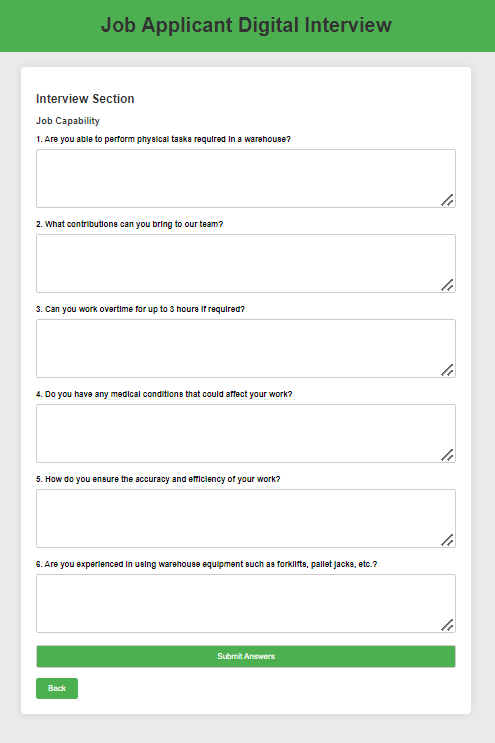 Job Applicant Digital Interview
Interview Section
Job Capability
1. Are you able to perform physical tasks required in a warehouse?
2. What contributions can you bring to our team?
3. Can you work overtime for up to 3 hours if required?
4. Do you have any medical conditions that could affect your work?
5. How do you ensure the accuracy and efficiency of your work?
6. Are you experienced in using warehouse equipment such as forklifts, pallet jacks, etc.?
Submit Answers
Back